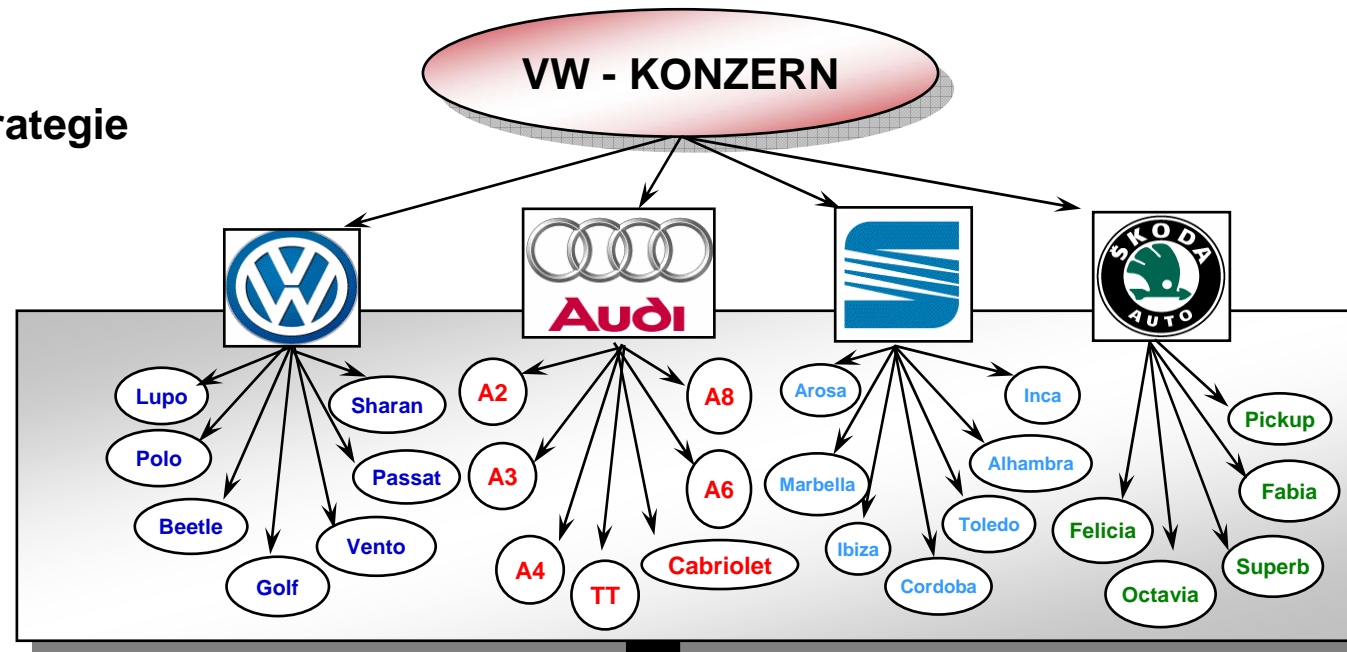 VW - KONZERN
rategie
Audi
ŠKODA
AUTO
Lupo
Sharan
A2
A8
Arosa
Inca
Pickup
Polo
Passat
A3
A6
Marbella
Alhambra
Fabia
Beetle
Vento
Ibiza
Toledo
Felicia
Superb
Golf
A4
TT
Cabriolet
Cordoba
Octavia